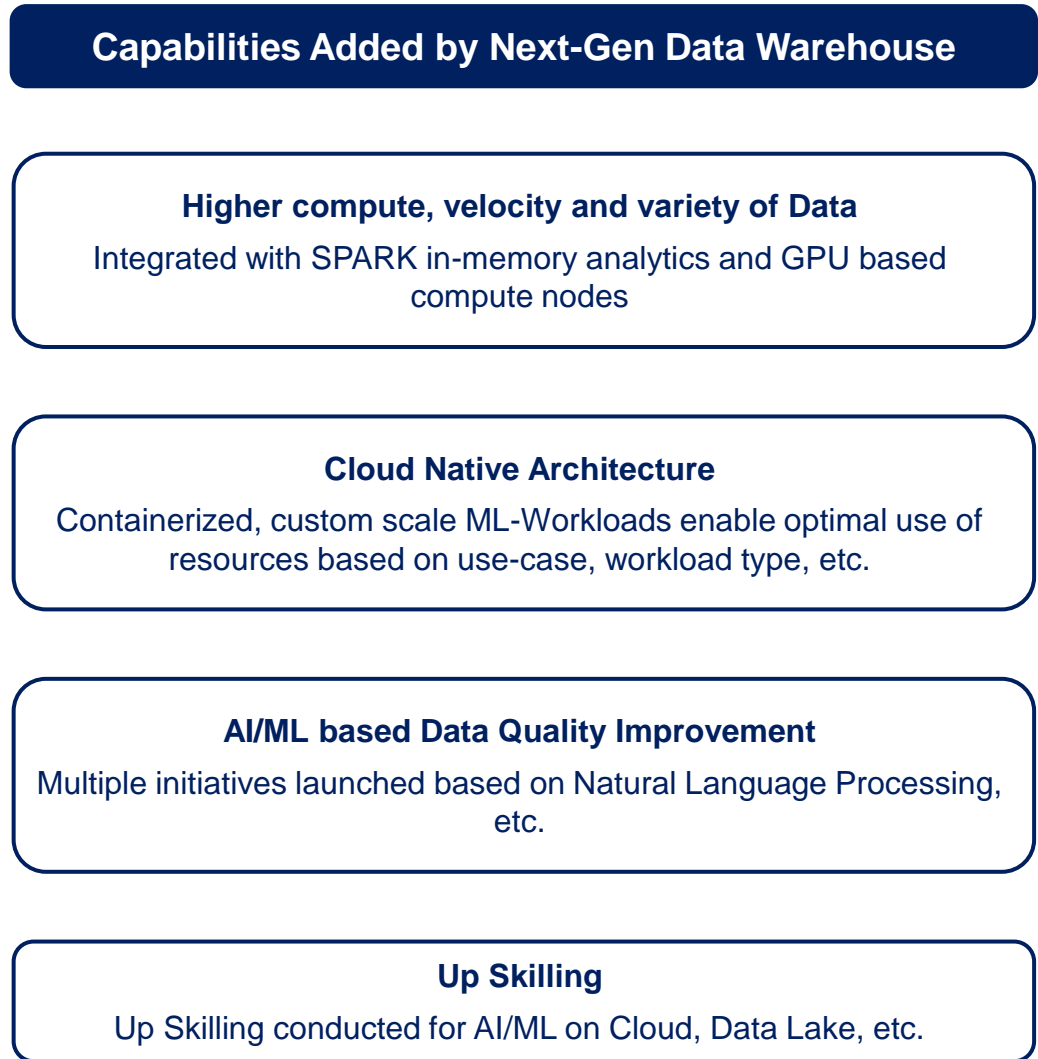 Capabilities Added by Next-Gen Data Warehouse
Higher compute, velocity and variety of Data
Integrated with SPARK in-memory analytics and GPU based
compute nodes
Cloud Native Architecture
Containerized, custom scale ML-Workloads enable optimal use of
resources based on use-case, workload type, etc.
AI/ML based Data Quality Improvement
Multiple initiatives launched based on Natural Language Processing,
etc.
Up Skilling
Up Skilling conducted for AI/ML on Cloud, Data Lake, etc.